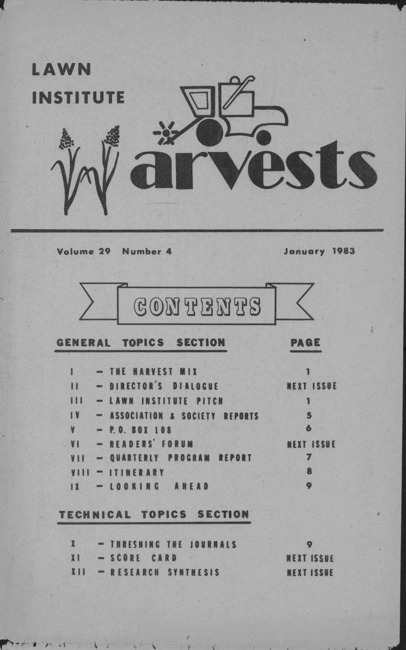 LAWN
INSTITUTE
Harvests
Volume 29 Number 4 January 1983
CONTENTS
GENERAL TOPICS SECTION PAGE
I - THE HARVEST MIX 1
II - DIRECTOR'S DIALOGUE NEXT ISSUE
III - LAWN INSTITUTE PITCH 1
IV - ASSOCIATION & SOCIETY REPORTS 5
V - P.O. BOX 108 6
VI - READERS' FORUM NEXT ISSUE
VII - QUARTERLY PROGRAM REPORT 7
VIII - ITINERARY 8
IX - LOOKING AHEAD 9
TECHNICAL TOPICS SECTION
X - THRESHING THE JOURNALS 9
XI - SCORE CARD NEXT ISSUE
XII - RESEARCH SYNTHESIS NEXT ISSUE